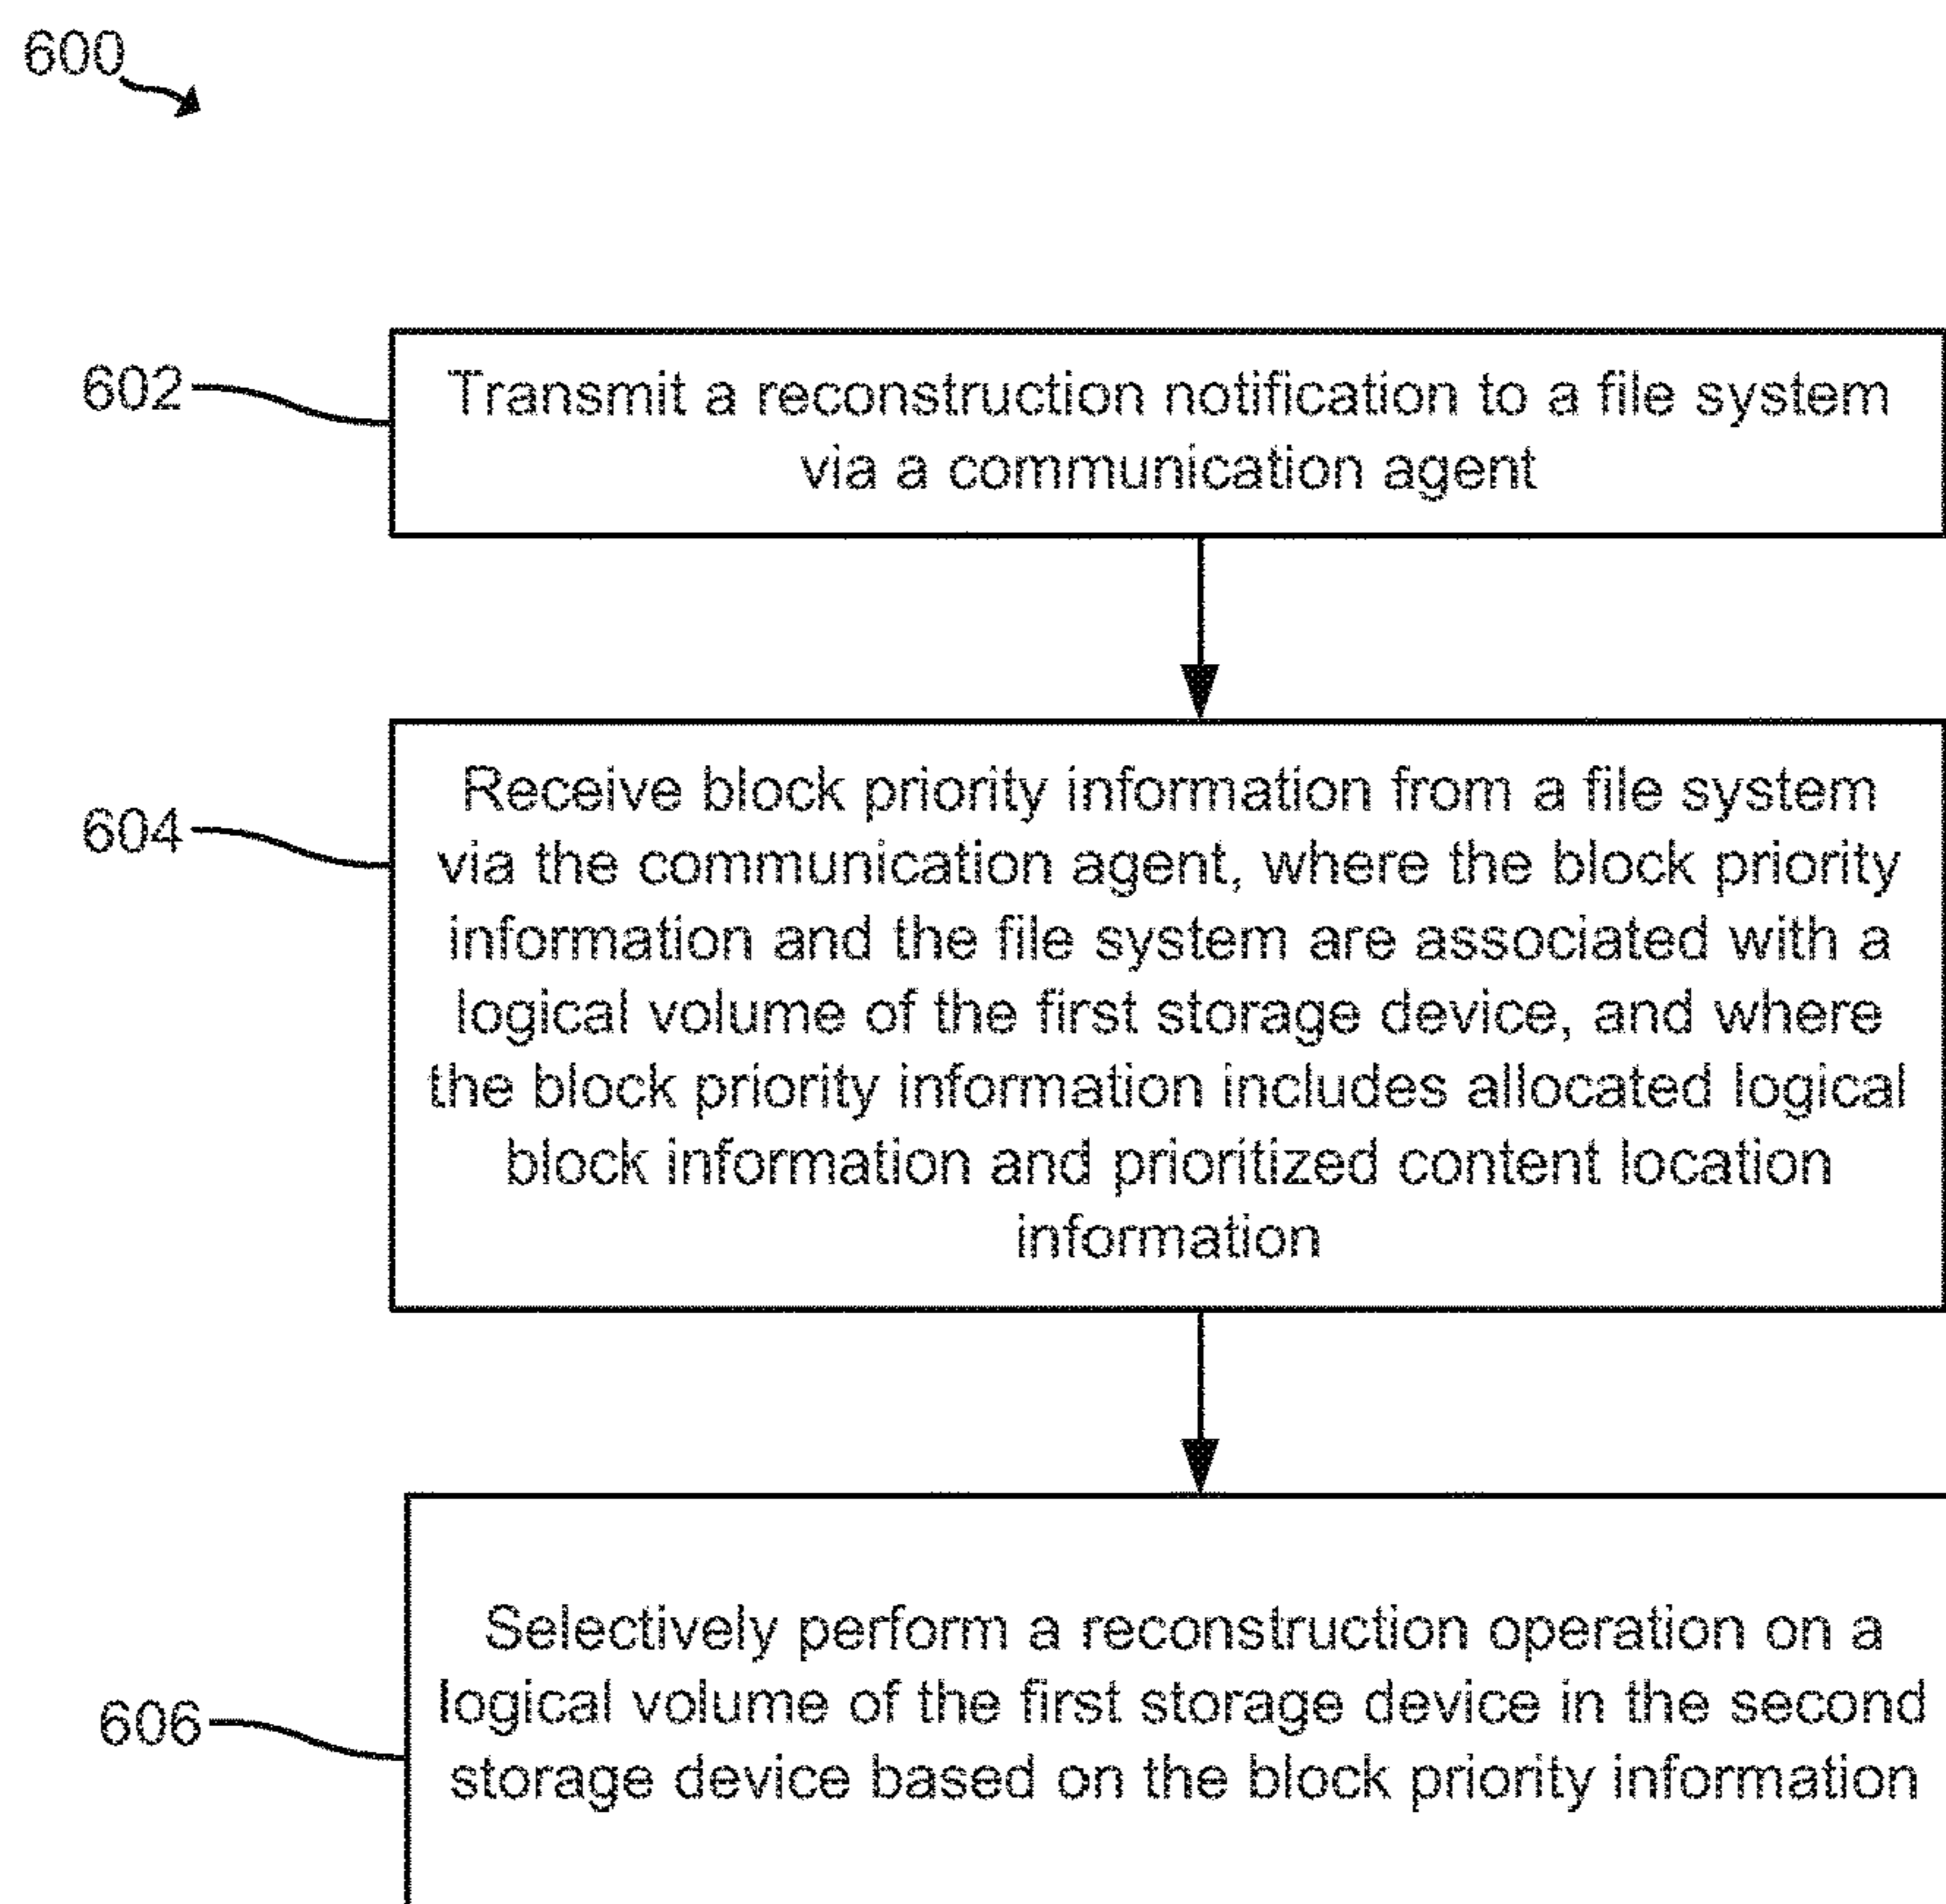 600
602
Transmit a reconstruction notification to a file system
via a communication agent
604
Receive block priority information from a file system
via the communication agent, where the block priority
information and the file system are associated with a
logical volume of the first storage device, and where
the block priority information includes allocated logical
block information and prioritized content location
information
606
Selectively perform a reconstruction operation on a
logical volume of the first storage device in the second
storage device based on the block priority information